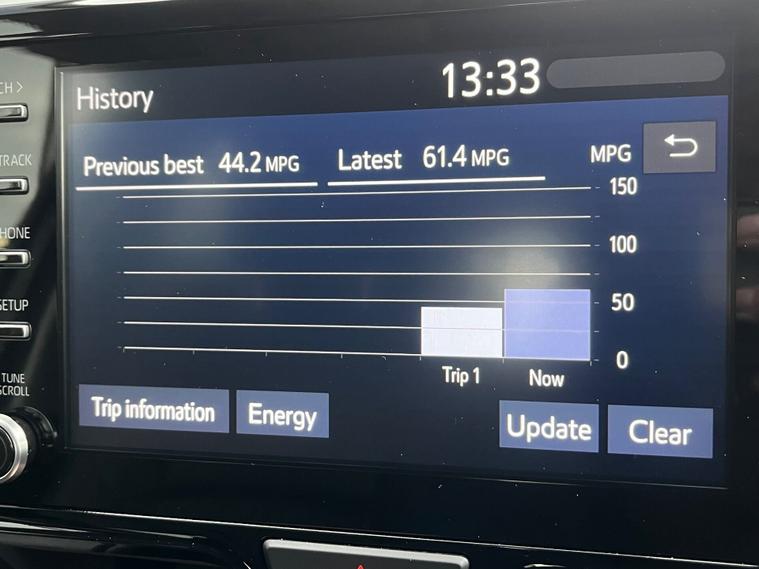 History 13:33
Previous best 44.2 MPG Latest 61.4 MPG MPG
150
100
50
0
Trip 1 Now
Trip information Energy Update Clear
CH >
TRACK
HONE
SETUP
TUNE
SCROLL